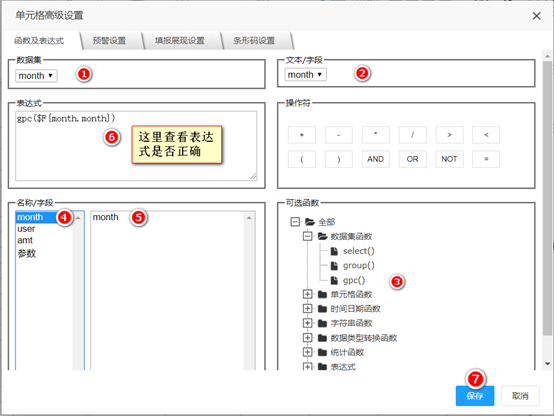 单元格高级设置
函数及表达式 预警设置 填报展现设置 条形码设置
数据集
month
1
文本/字段
month
2
表达式
gpc($F{month.month})
6
这里查看表达
式是否正确
操作符
+ - * / > <
( ) AND OR NOT =
名称/字段
month
4
user
amt
参数
month
5
可选函数
全部
数据集函数
select()
group()
gpc()
3
单元格函数
时间日期函数
字符串函数
数据类型转换函数
统计函数
表达式
7
保存 取消